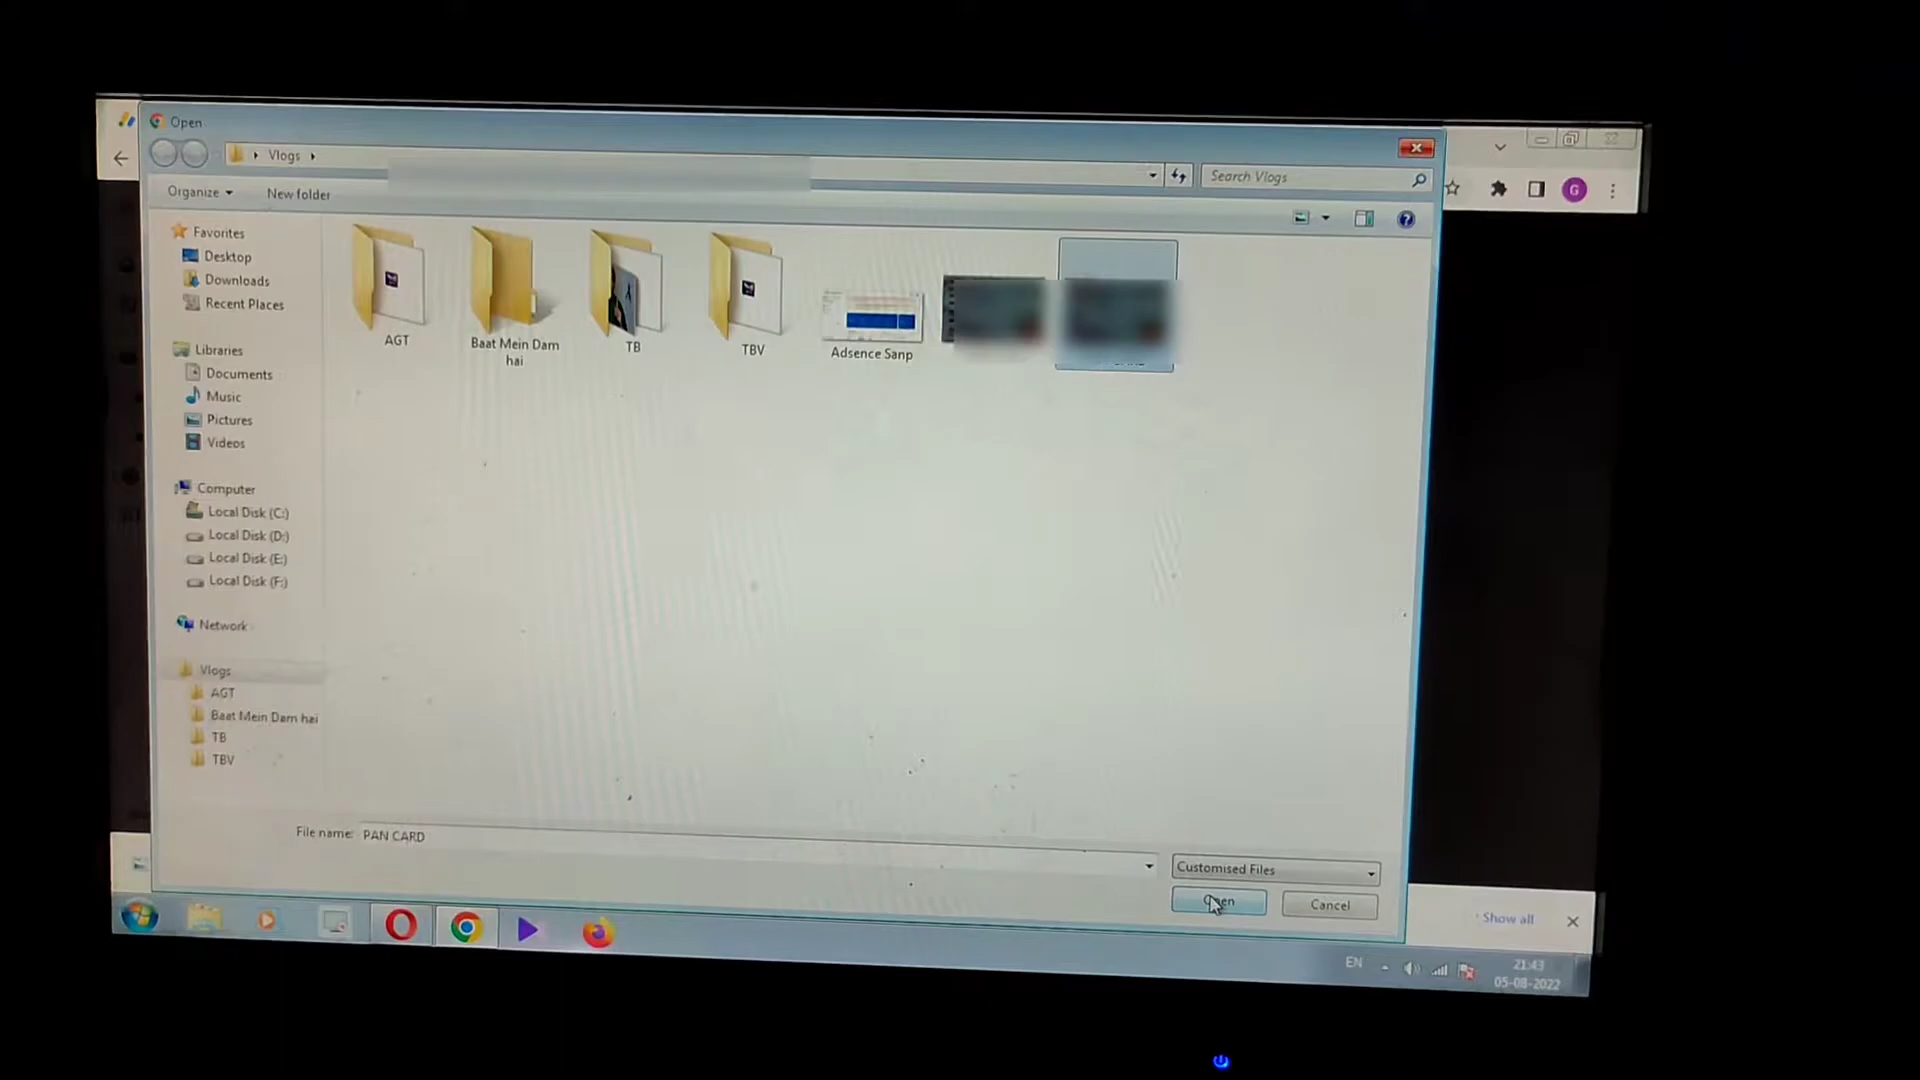 Open
Vlogs
Search Vlogs
Organize
New folder
G
Favorites
Desktop
Downloads
Recent Places
Libraries
Documents
Music
Pictures
Videos
Computer
Local Disk (C:)
Local Disk (D:)
Local Disk (E:)
Local Disk (F:)
Network
Vlogs
AGT
Baat Mein Dam hai
TB
TBV
AGT
Baat Mein Dam
hai
TB
TBV
Adsence Sanp
File name: PAN CARD
Customised Files
Open
Cancel
Show all
EN
21:43
05-08-2022